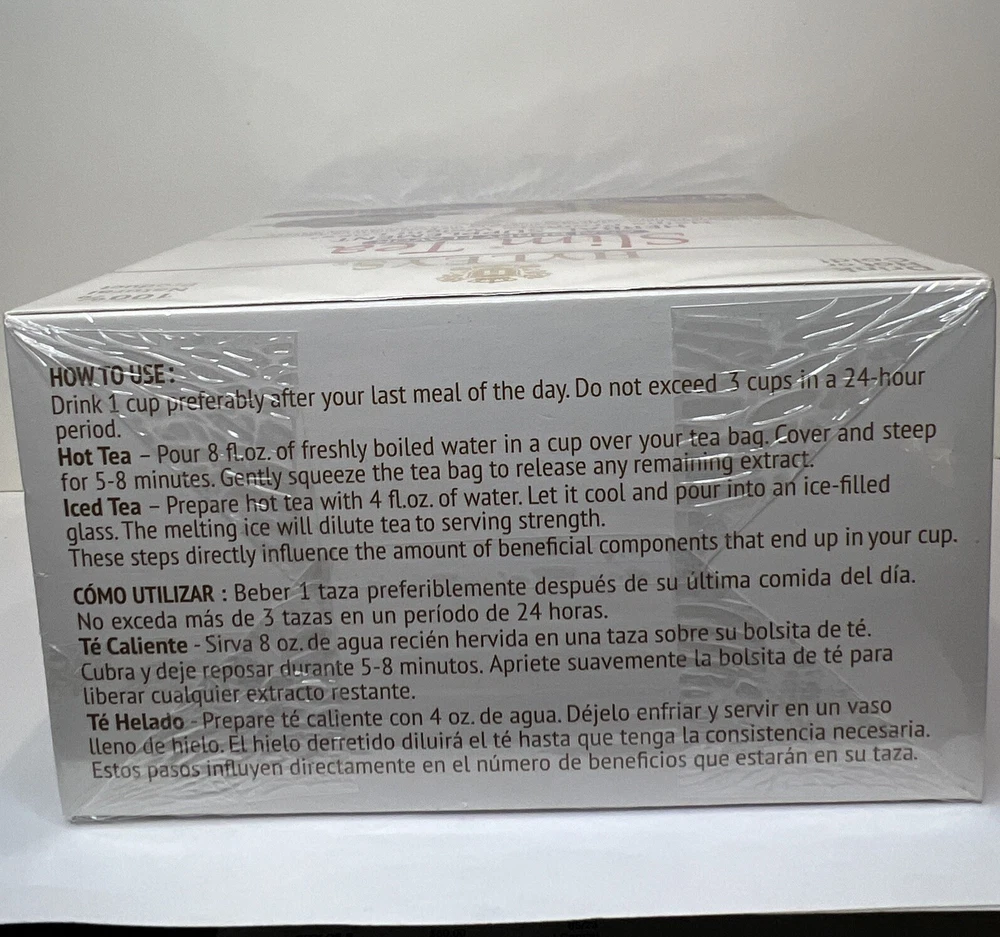 HYLEYS
Slim Tea
100%
Drink
HOW TO USE:
Drink 1 cup preferably after your last meal of the day. Do not exceed 3 cups in a 24-hour
period.
Hot Tea – Pour 8 fl.oz. of freshly boiled water in a cup over your tea bag. Cover and steep
for 5-8 minutes. Gently squeeze the tea bag to release any remaining extract.
Iced Tea – Prepare hot tea with 4 fl.oz. of water. Let it cool and pour into an ice-filled
glass. The melting ice will dilute tea to serving strength.
These steps directly influence the amount of beneficial components that end up in your cup.
CÓMO UTILIZAR : Beber 1 taza preferiblemente después de su última comida del día.
No exceda más de 3 tazas en un período de 24 horas.
Té Caliente - Sirva 8 oz. de agua recién hervida en una taza sobre su bolsita de té.
Cubra y deje reposar durante 5-8 minutos. Apriete suavemente la bolsita de té para
liberar cualquier extracto restante.
Té Helado - Prepare té caliente con 4 oz. de agua. Déjelo enfriar y servir en un vaso
lleno de hielo. El hielo derretido diluirá el té hasta que tenga la consistencia necesaria.
Estos pasos influyen directamente en el número de beneficios que estarán en su taza.